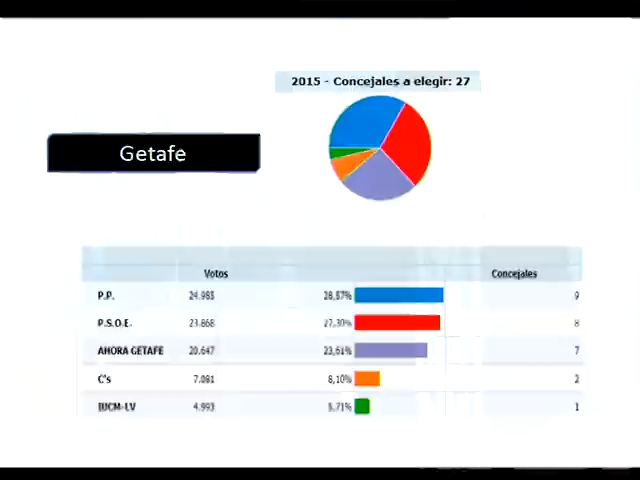 2015 - Concejales a elegir: 27
Getafe
Votos Concejales
P.P. 24.985 28,57% 9
P.S.O.E. 23.868 27,30% 8
AHORA GETAFE 20.647 23,61% 7
C's 7.081 8,10% 2
IUCM-LV 4.993 5,71% 1